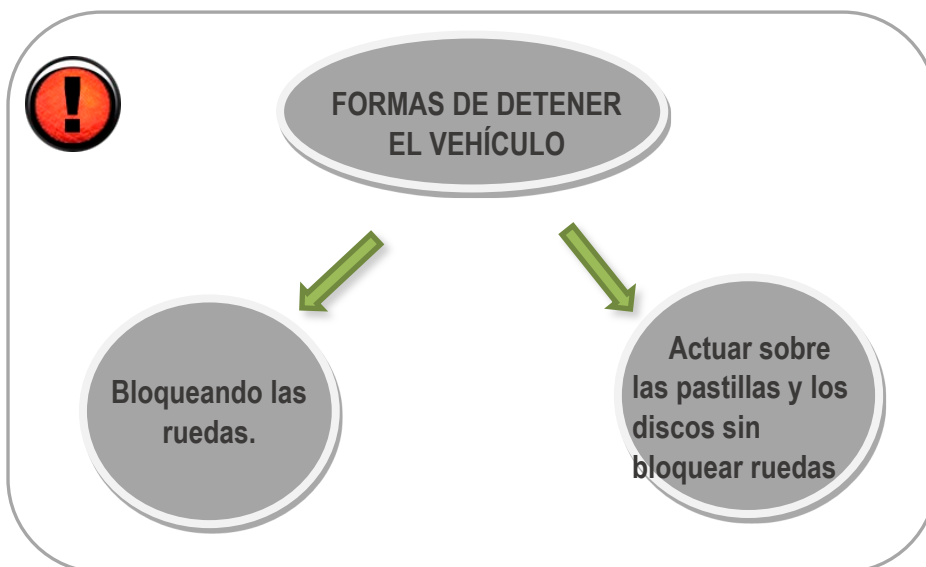 FORMAS DE DETENER
EL VEHÍCULO
Bloqueando las
ruedas.
Actuar sobre
las pastillas y los
discos sin
bloquear ruedas